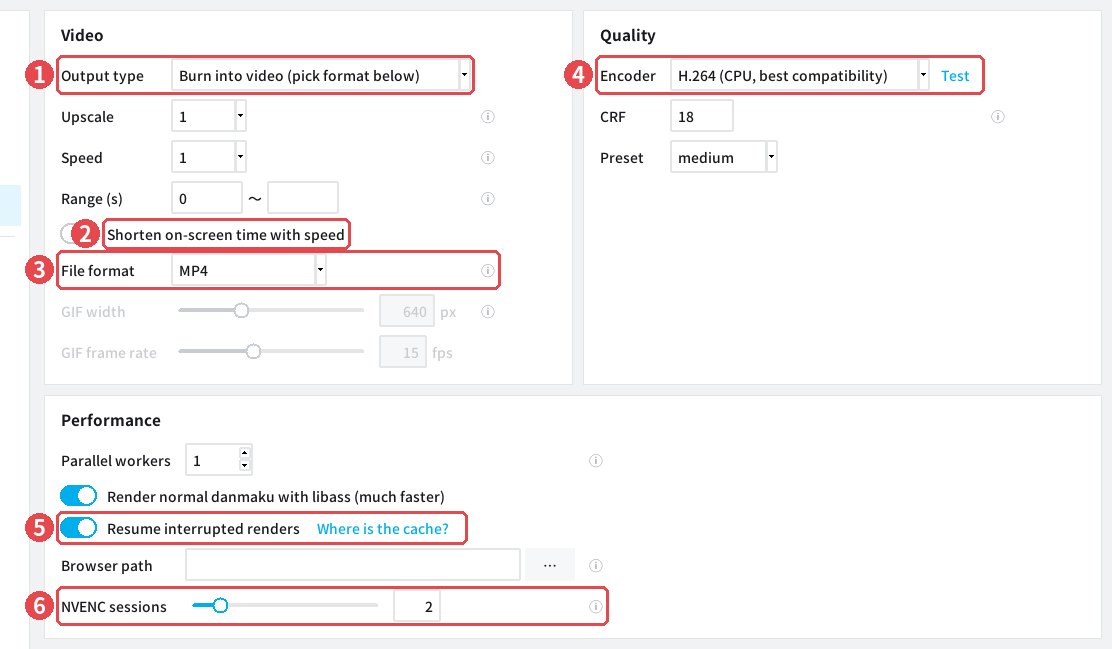 Video
1 Output type Burn into video (pick format below)
Upscale 1
Speed 1
Range (s) 0 ~
2 Shorten on-screen time with speed
3 File format MP4
GIF width 640 px
GIF frame rate 15 fps
Quality
4 Encoder H.264 (CPU, best compatibility) Test
CRF 18
Preset medium
Performance
Parallel workers 1
Render normal danmaku with libass (much faster)
5 Resume interrupted renders Where is the cache?
Browser path ...
6 NVENC sessions 2